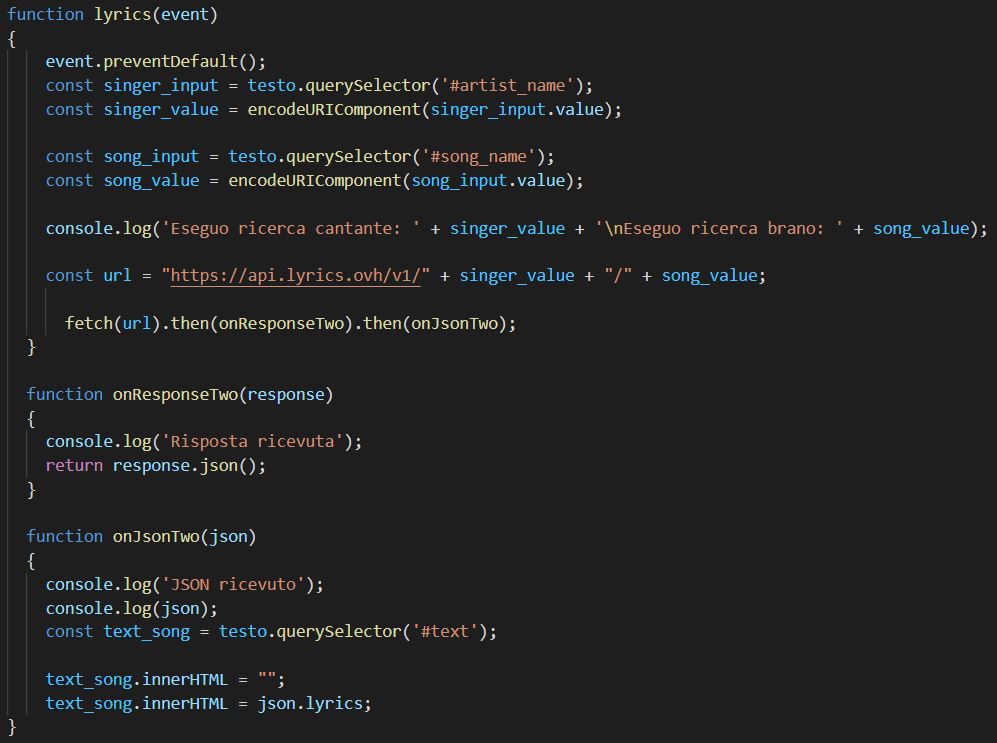 function lyrics(event)
{
event.preventDefault();
const singer_input = testo.querySelector('#artist_name');
const singer_value = encodeURIComponent(singer_input.value);
const song_input = testo.querySelector('#song_name');
const song_value = encodeURIComponent(song_input.value);
console.log('Eseguo ricerca cantante: ' + singer_value + '\nEseguo ricerca brano: ' + song_value);
const url = "https://api.lyrics.ovh/v1/" + singer_value + "/" + song_value;
fetch(url).then(onResponseTwo).then(onJsonTwo);
}
function onResponseTwo(response)
{
console.log('Risposta ricevuta');
return response.json();
}
function onJsonTwo(json)
{
console.log('JSON ricevuto');
console.log(json);
const text_song = testo.querySelector('#text');
text_song.innerHTML = "";
text_song.innerHTML = json.lyrics;
}